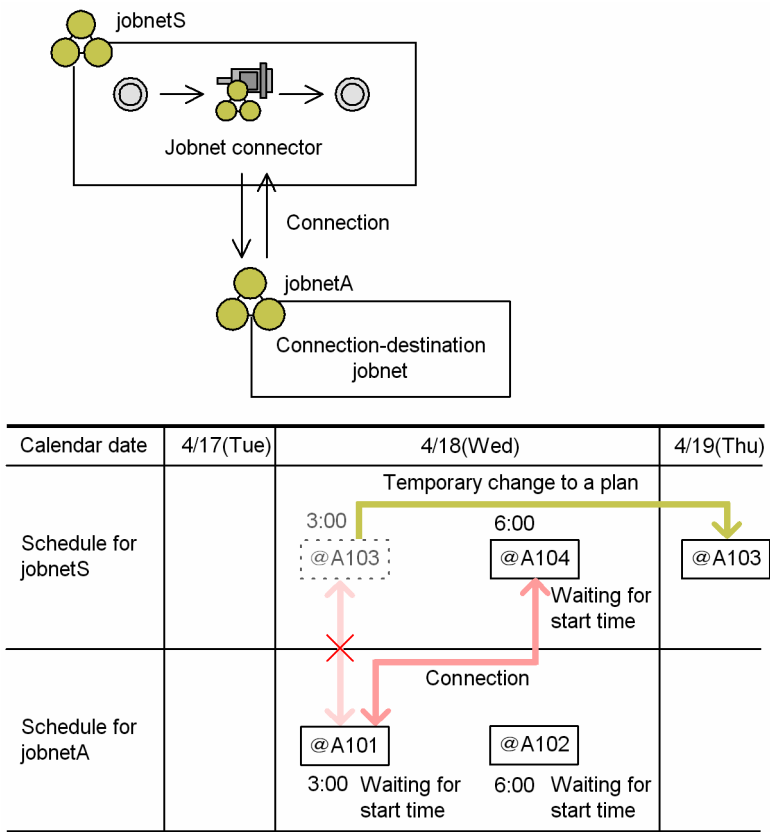 jobnetS
Jobnet connector
Connection
jobnetA
Connection-destination
jobnet
Calendar date
4/17(Tue)
4/18(Wed)
4/19(Thu)
Temporary change to a plan
3:00
6:00
Schedule for
jobnetS
@A103
@A104
@A103
Waiting for
start time
Connection
Schedule for
jobnetA
@A101
@A102
3:00 Waiting for
start time
6:00 Waiting for
start time